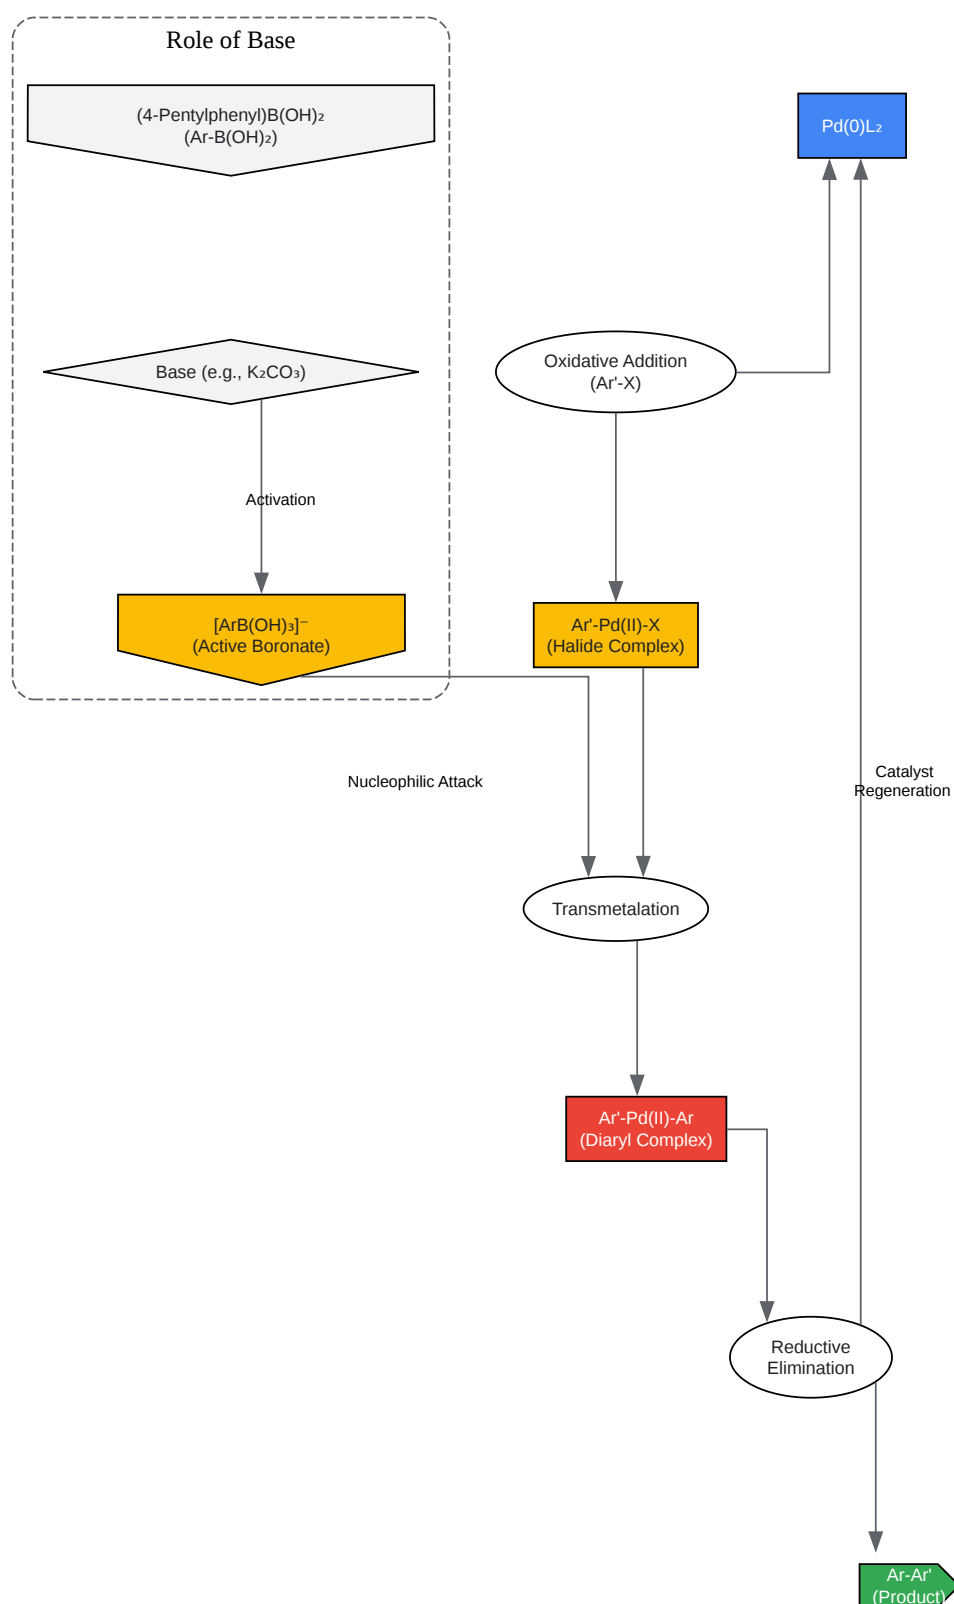 Role of Base
(4-Pentylphenyl)B(OH)₂
(Ar-B(OH)₂)
Pd(0)L₂
Base (e.g., K₂CO₃)
Oxidative Addition
(Ar'-X)
Activation
[ArB(OH)₃]⁻
(Active Boronate)
Ar'-Pd(II)-X
(Halide Complex)
Nucleophilic Attack
Catalyst
Regeneration
Transmetalation
Ar'-Pd(II)-Ar
(Diaryl Complex)
Reductive
Elimination
Ar-Ar'
(Product)